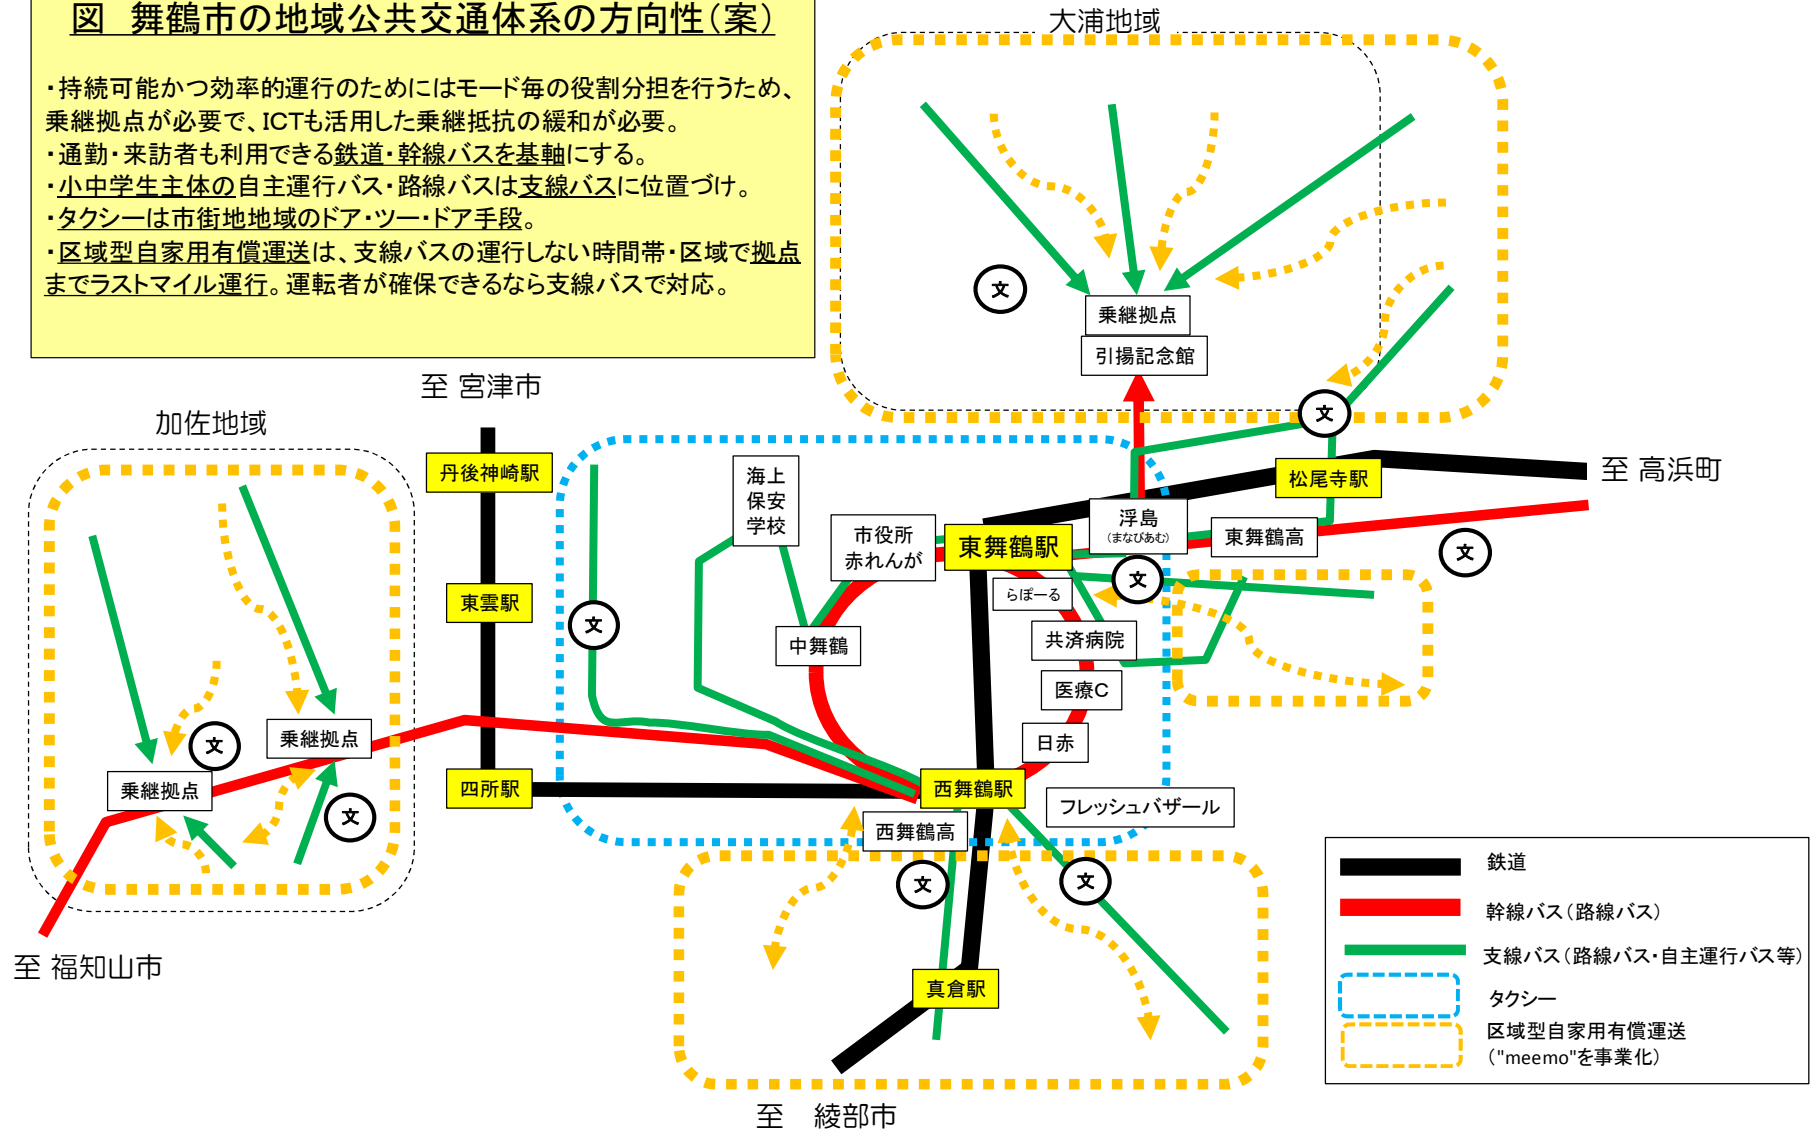 図 舞鶴市の地域公共交通体系の方向性(案)
・持続可能かつ効率的運行のためにはモード毎の役割分担を行うため、
乗継拠点が必要で、ICTも活用した乗継抵抗の緩和が必要。
・通勤・来訪者も利用できる鉄道・幹線バスを基軸にする。
・小中学生主体の自主運行バス・路線バスは支線バスに位置づけ。
・タクシーは市街地地域のドア・ツー・ドア手段。
・区域型自家用有償運送は、支線バスの運行しない時間帯・区域で拠点
までラストマイル運行。運転者が確保できるなら支線バスで対応。
大浦地域
文
乗継拠点
引揚記念館
文
至 宮津市
加佐地域
丹後神崎駅
海上
保安
学校
松尾寺駅
至 高浜町
市役所
赤れんが
東舞鶴駅
浮島
(まなびあむ)
東舞鶴高
文
文
東雲駅
らぽーる
文
中舞鶴
共済病院
医療C
文
乗継拠点
日赤
乗継拠点
四所駅
西舞鶴駅
フレッシュバザール
文
西舞鶴高
文
文
至 福知山市
真倉駅
至 綾部市
鉄道
幹線バス(路線バス)
支線バス(路線バス・自主運行バス等)
タクシー
区域型自家用有償運送
("meemo"を事業化)